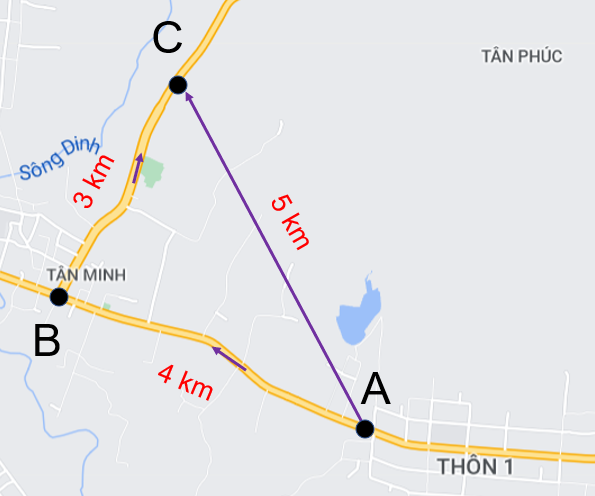 C
TÂN PHÚC
Sông Dinh
3 km
5 km
TÂN MINH
B
4 km
A
THÔN 1